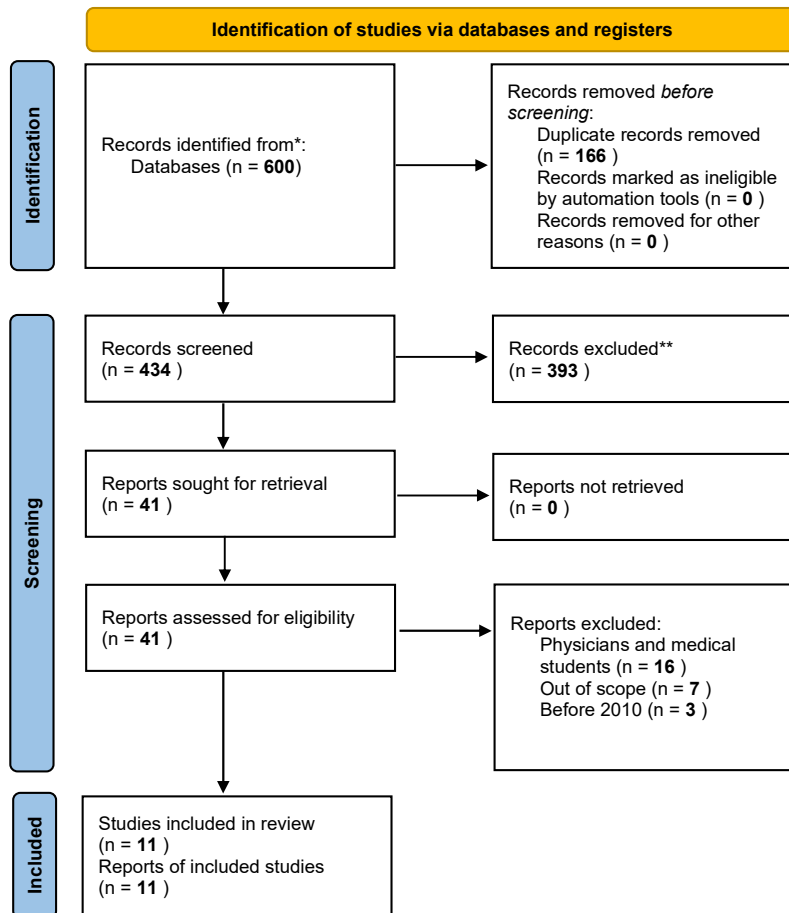 Identification of studies via databases and registers
Identification
Records identified from*:
Databases (n = 600)
Records removed before
screening:
Duplicate records removed
(n = 166 )
Records marked as ineligible
by automation tools (n = 0 )
Records removed for other
reasons (n = 0 )
Screening
Records screened
(n = 434 )
Records excluded**
(n = 393 )
Reports sought for retrieval
(n = 41 )
Reports not retrieved
(n = 0 )
Reports assessed for eligibility
(n = 41 )
Reports excluded:
Physicians and medical
students (n = 16 )
Out of scope (n = 7 )
Before 2010 (n = 3 )
Included
Studies included in review
(n = 11 )
Reports of included studies
(n = 11 )